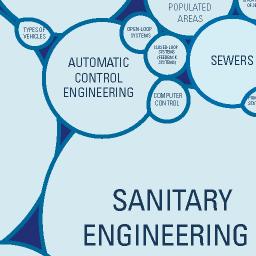 POPULATED
AREAS
TYPES OF
VEHICLES
OPEN-LOOP
SYSTEMS
CLOSED-LOOP
SYSTEMS
(FEEDBACK
SYSTEMS)
SEWERS
AUTOMATIC
CONTROL
ENGINEERING
COMPUTER
CONTROL
SANITARY
ENGINEERING